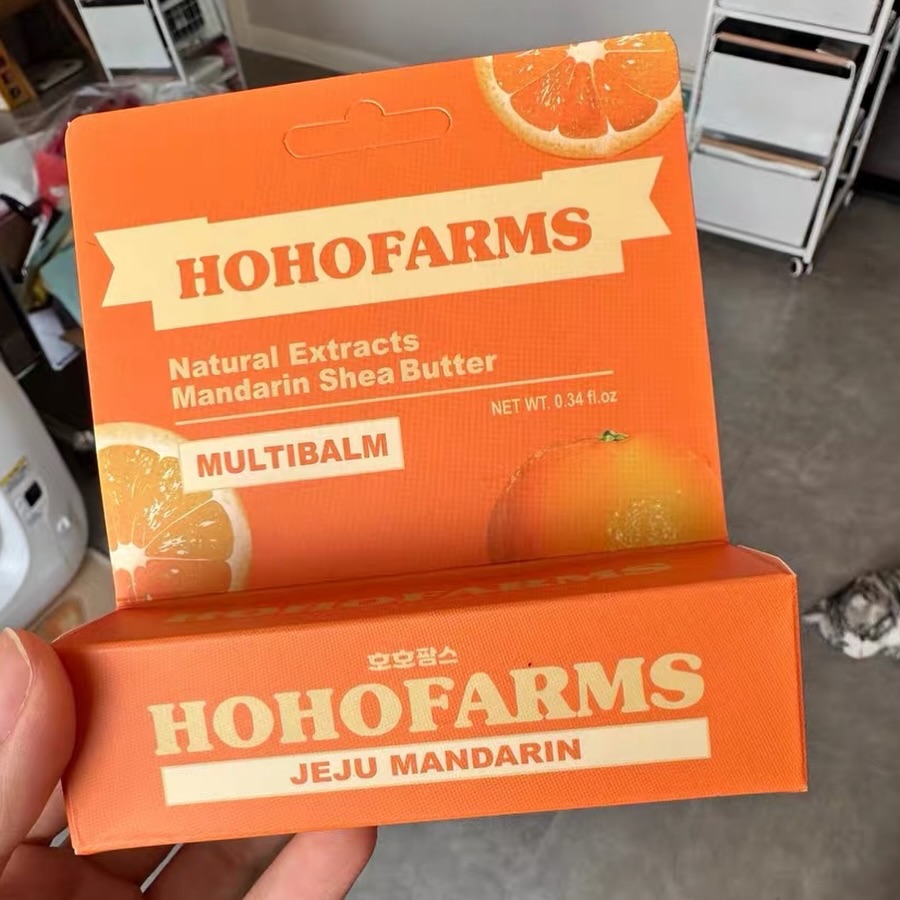 HOHOFARMS
Natural Extracts
Mandarin Shea Butter
NET WT. 0.34 fl.oz
MULTIBALM
HOHOFARMS
호호팜스
HOHOFARMS
JEJU MANDARIN